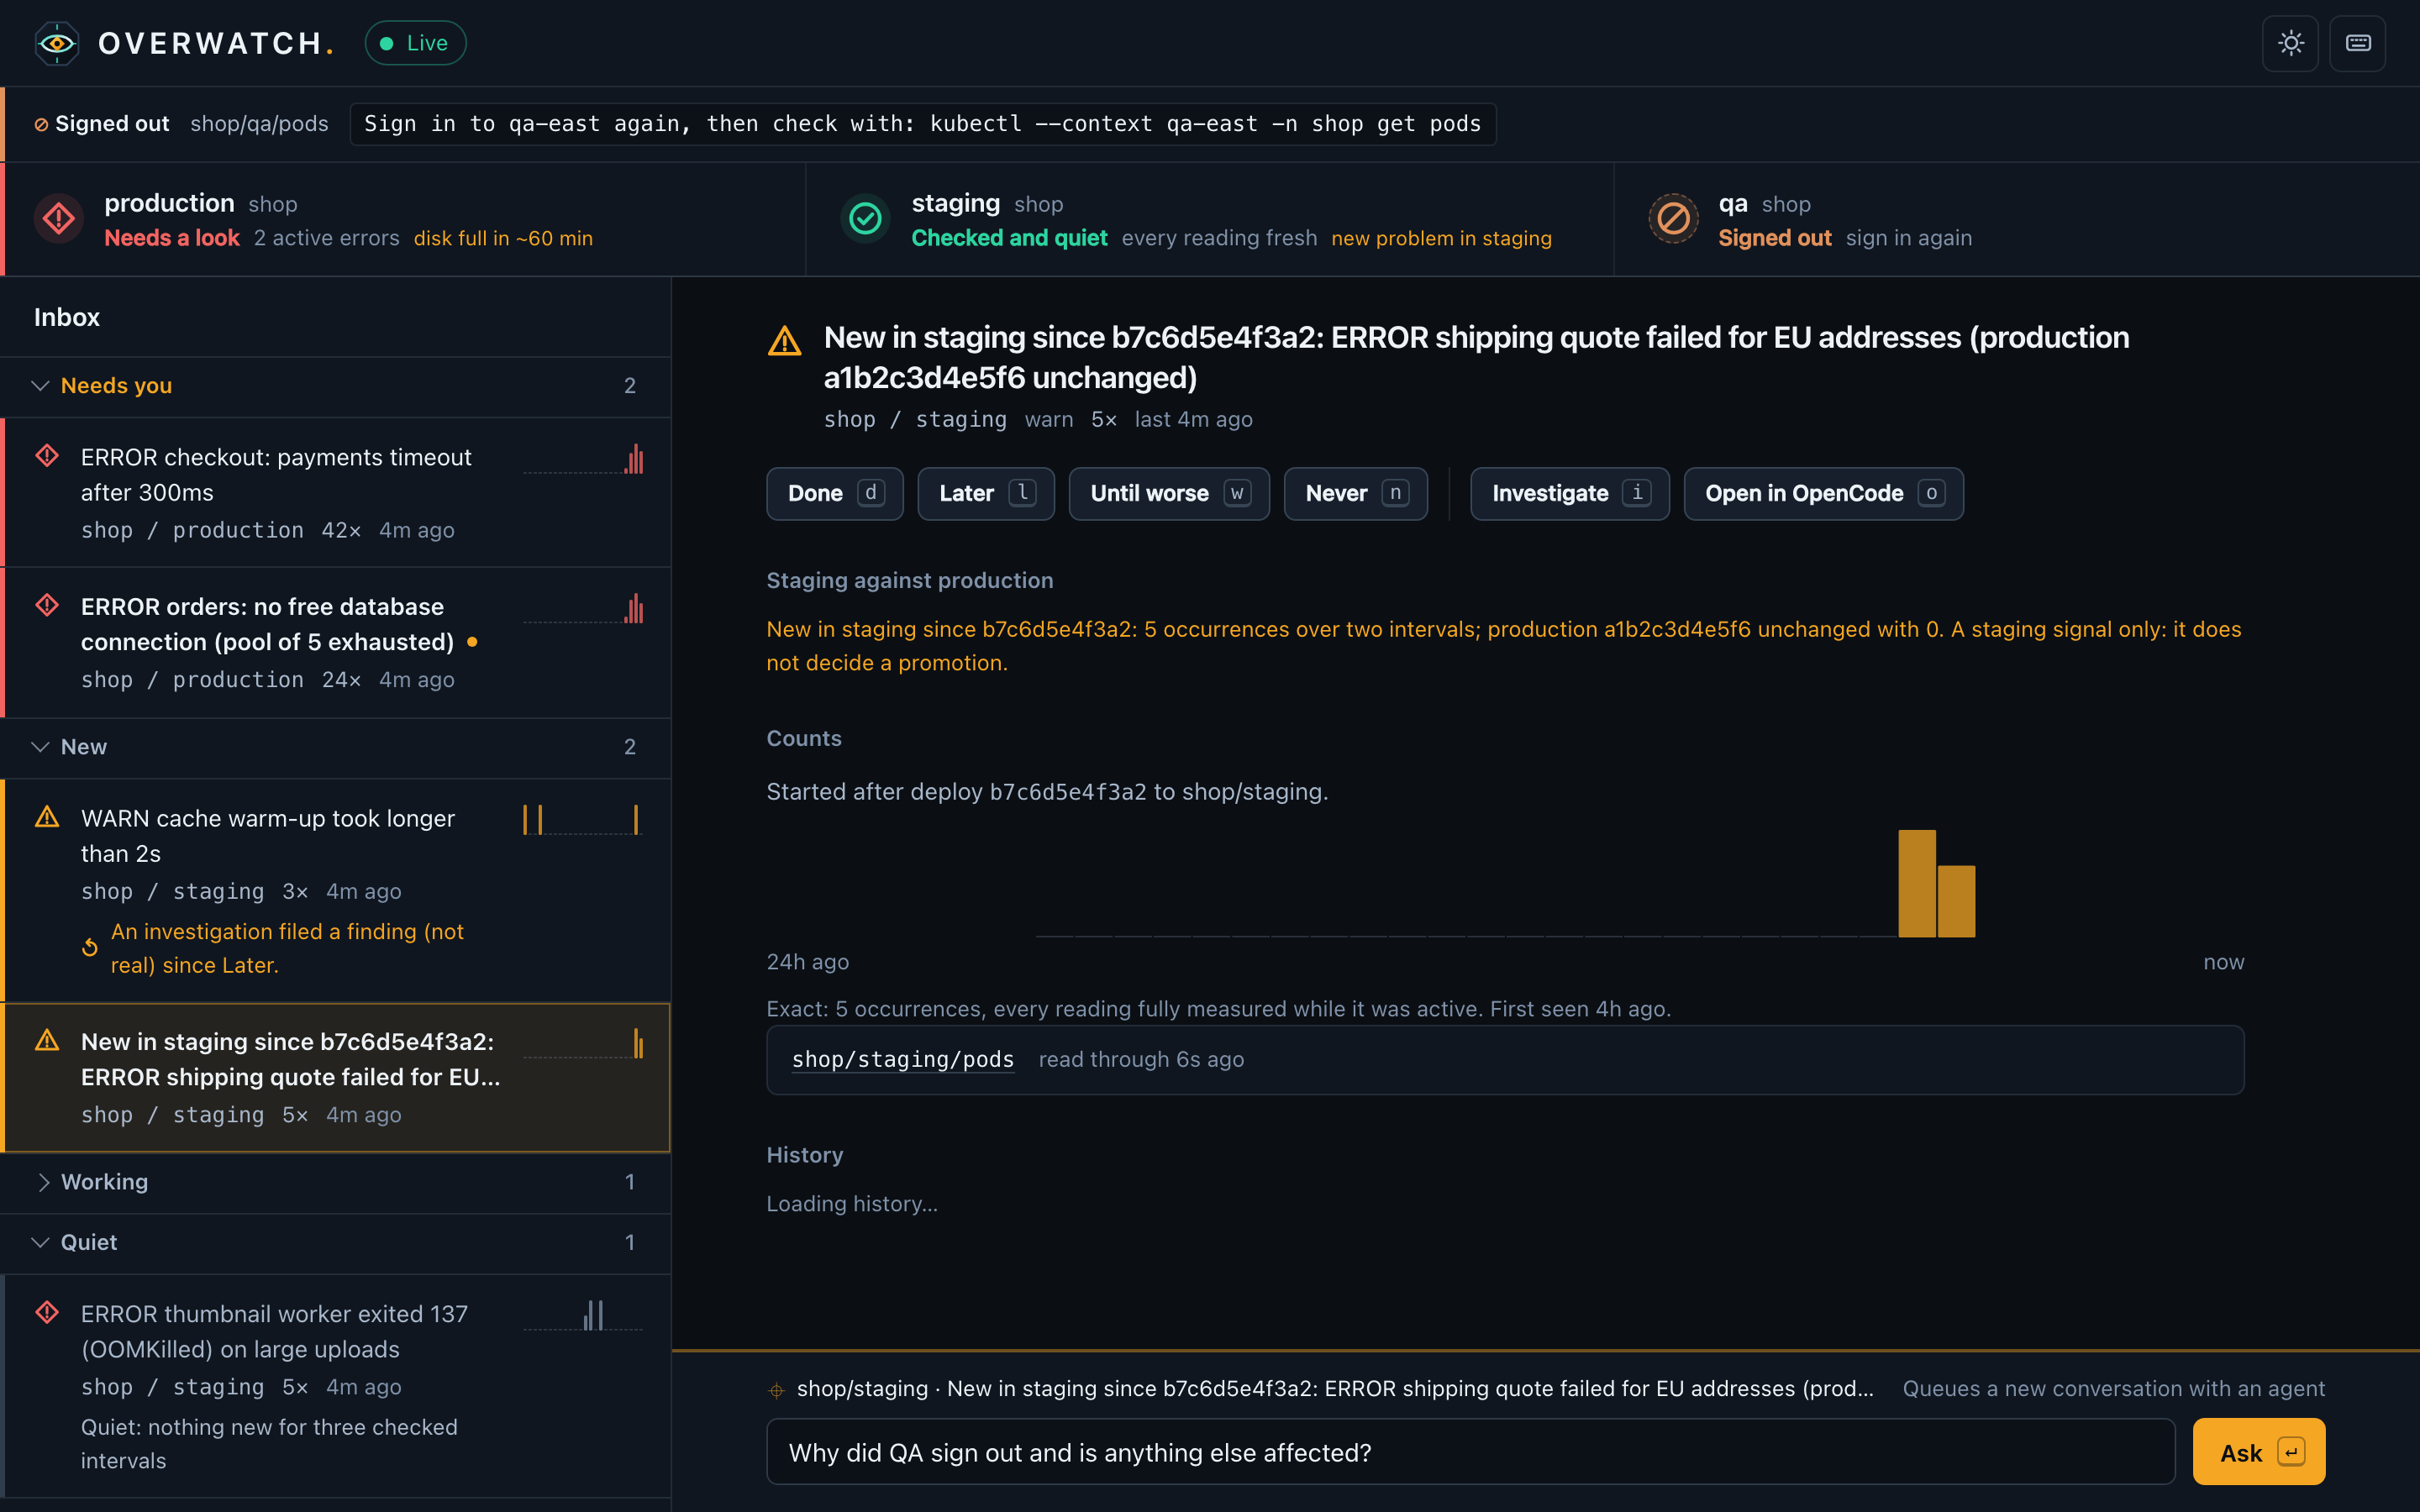 OVERWATCH.
Live
Signed out shop/qa/pods Sign in to qa-east again, then check with: kubectl --context qa-east -n shop get pods
production shop
Needs a look 2 active errors disk full in ~60 min
staging shop
Checked and quiet every reading fresh new problem in staging
qa shop
Signed out sign in again
Inbox
Needs you 2
ERROR checkout: payments timeout
after 300ms
shop / production 42× 4m ago
ERROR orders: no free database
connection (pool of 5 exhausted)
shop / production 24× 4m ago
New 2
WARN cache warm-up took longer
than 2s
shop / staging 3× 4m ago
An investigation filed a finding (not
real) since Later.
New in staging since b7c6d5e4f3a2:
ERROR shipping quote failed for EU...
shop / staging 5× 4m ago
Working 1
Quiet 1
ERROR thumbnail worker exited 137
(OOMKilled) on large uploads
shop / staging 5× 4m ago
Quiet: nothing new for three checked
intervals
New in staging since b7c6d5e4f3a2: ERROR shipping quote failed for EU addresses (production
a1b2c3d4e5f6 unchanged)
shop / staging warn 5× last 4m ago
Done d Later l Until worse w Never n Investigate i Open in OpenCode o
Staging against production
New in staging since b7c6d5e4f3a2: 5 occurrences over two intervals; production a1b2c3d4e5f6 unchanged with 0. A staging signal only: it does
not decide a promotion.
Counts
Started after deploy b7c6d5e4f3a2 to shop/staging.
24h ago now
Exact: 5 occurrences, every reading fully measured while it was active. First seen 4h ago.
shop/staging/pods read through 6s ago
History
Loading history...
shop/staging · New in staging since b7c6d5e4f3a2: ERROR shipping quote failed for EU addresses (prod... Queues a new conversation with an agent
Why did QA sign out and is anything else affected?
Ask ↵